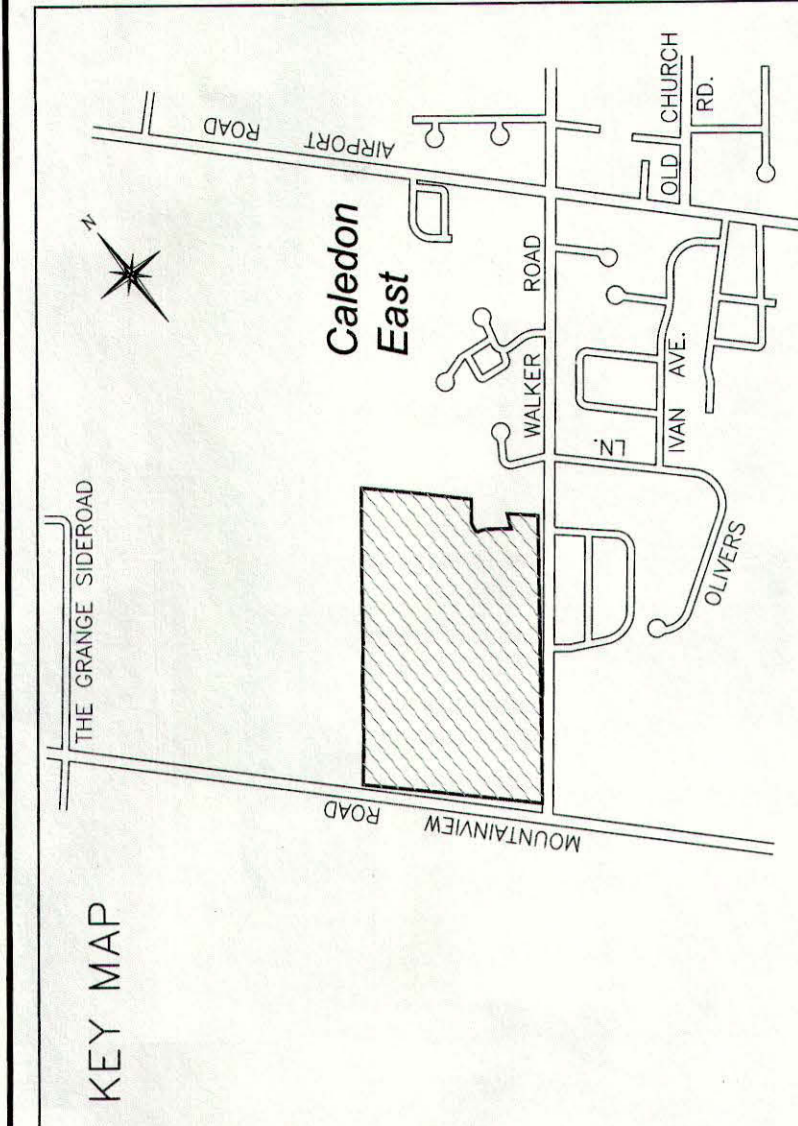 KEY MAP
THE GRANGE SIDEROAD
N
AIRPORT ROAD
Caledon
East
MOUNTAINVIEW ROAD
WALKER ROAD
OLD CHURCH
RD.
LN.
IVAN AVE.
OLIVERS